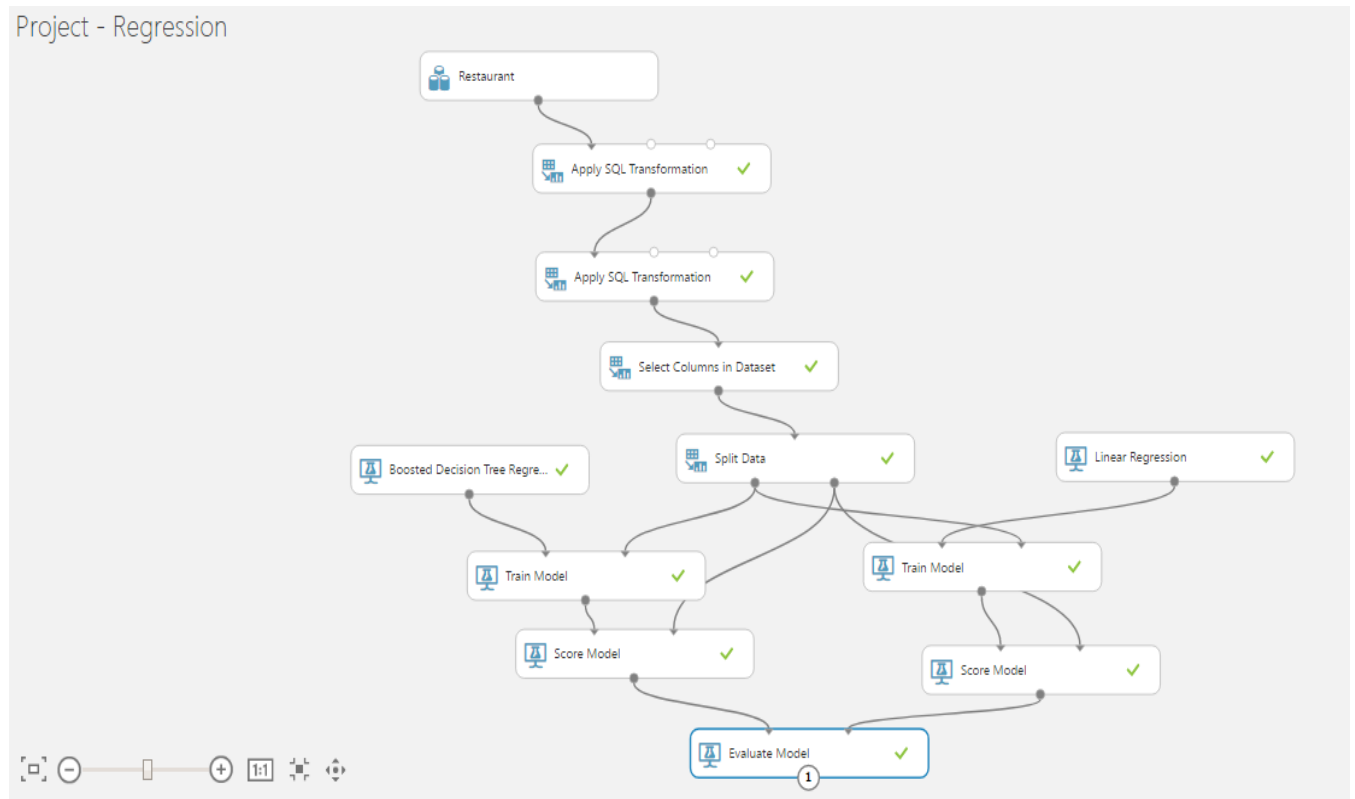 Project - Regression
Restaurant
Apply SQL Transformation
Apply SQL Transformation
Select Columns in Dataset
Boosted Decision Tree Regre...
Split Data
Linear Regression
Train Model
Train Model
Score Model
Score Model
Evaluate Model
1
1:1